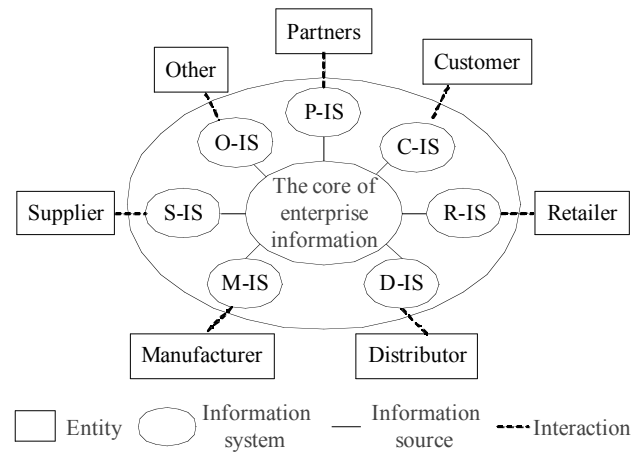 Partners
Other
Customer
P-IS
O-IS
C-IS
The core of
enterprise
information
Supplier
S-IS
R-IS
Retailer
M-IS
D-IS
Manufacturer
Distributor
Entity
Information
system
Information
source
Interaction